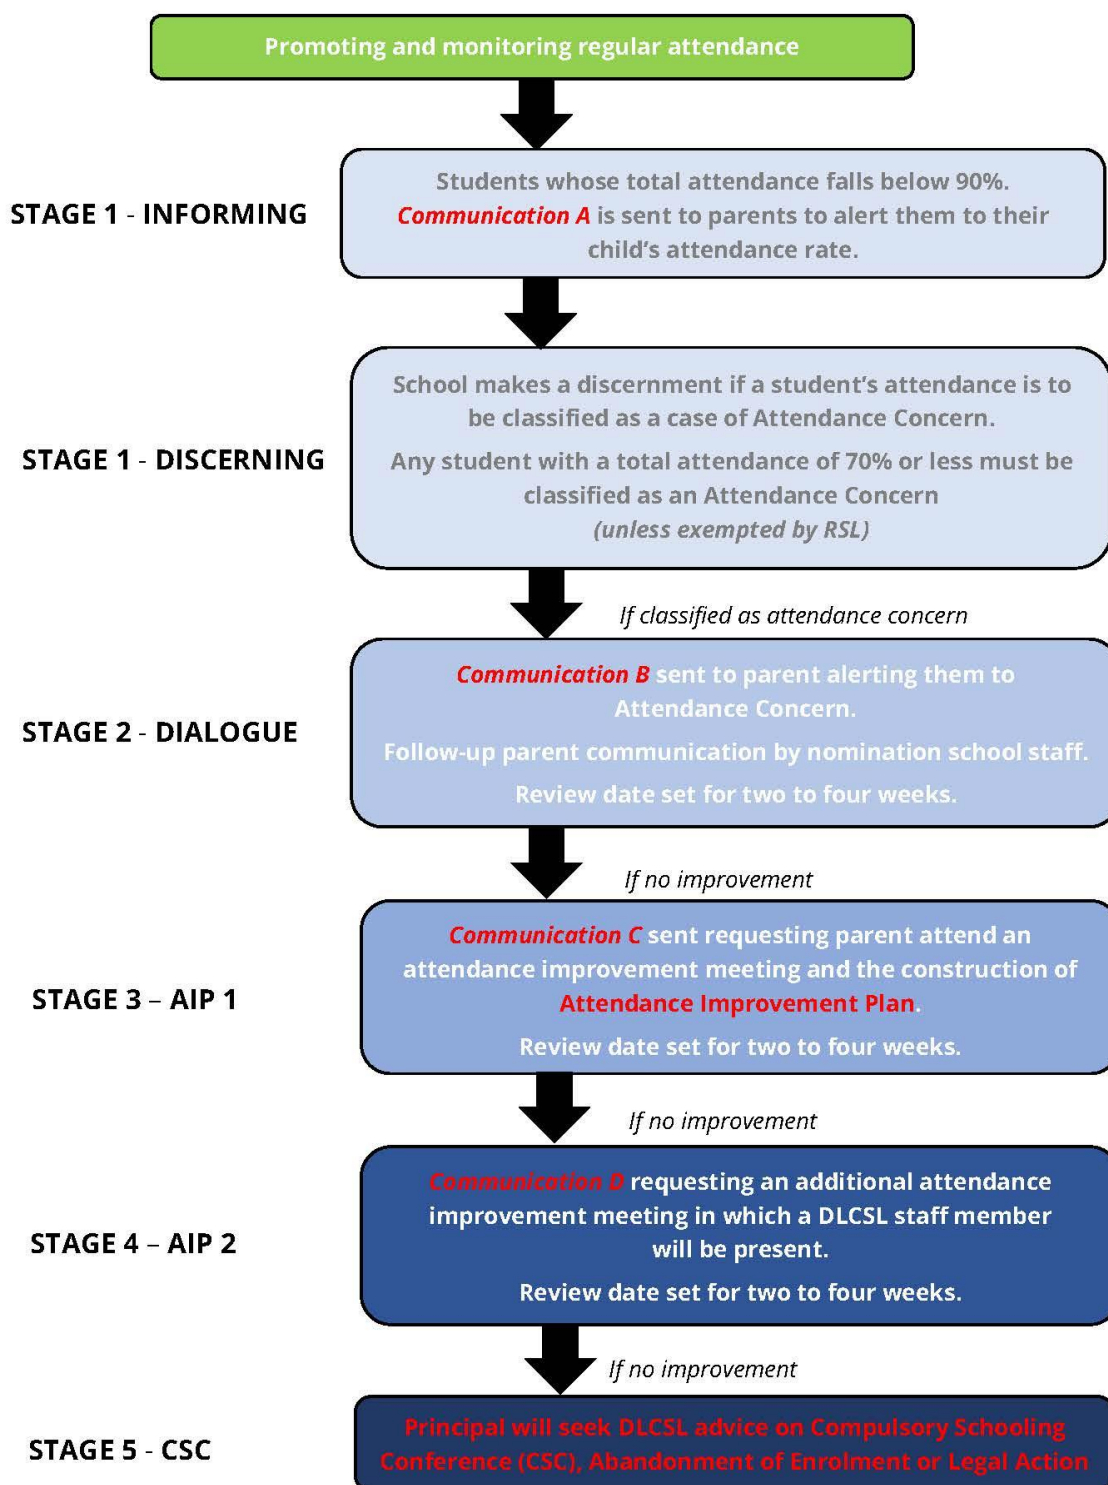 Promoting and monitoring regular attendance
STAGE 1 - INFORMING
Students whose total attendance falls below 90%.
Communication A is sent to parents to alert them to their
child’s attendance rate.
STAGE 1 - DISCERNING
School makes a discernment if a student’s attendance is to
be classified as a case of Attendance Concern.
Any student with a total attendance of 70% or less must be
classified as an Attendance Concern
(unless exempted by RSL)
If classified as attendance concern
STAGE 2 - DIALOGUE
Communication B sent to parent alerting them to
Attendance Concern.
Follow-up parent communication by nomination school staff.
Review date set for two to four weeks.
If no improvement
STAGE 3 – AIP 1
Communication C sent requesting parent attend an
attendance improvement meeting and the construction of
Attendance Improvement Plan.
Review date set for two to four weeks.
If no improvement
STAGE 4 – AIP 2
Communication D requesting an additional attendance
improvement meeting in which a DLCSL staff member
will be present.
Review date set for two to four weeks.
If no improvement
STAGE 5 - CSC
Principal will seek DLCSL advice on Compulsory Schooling
Conference (CSC), Abandonment of Enrolment or Legal Action